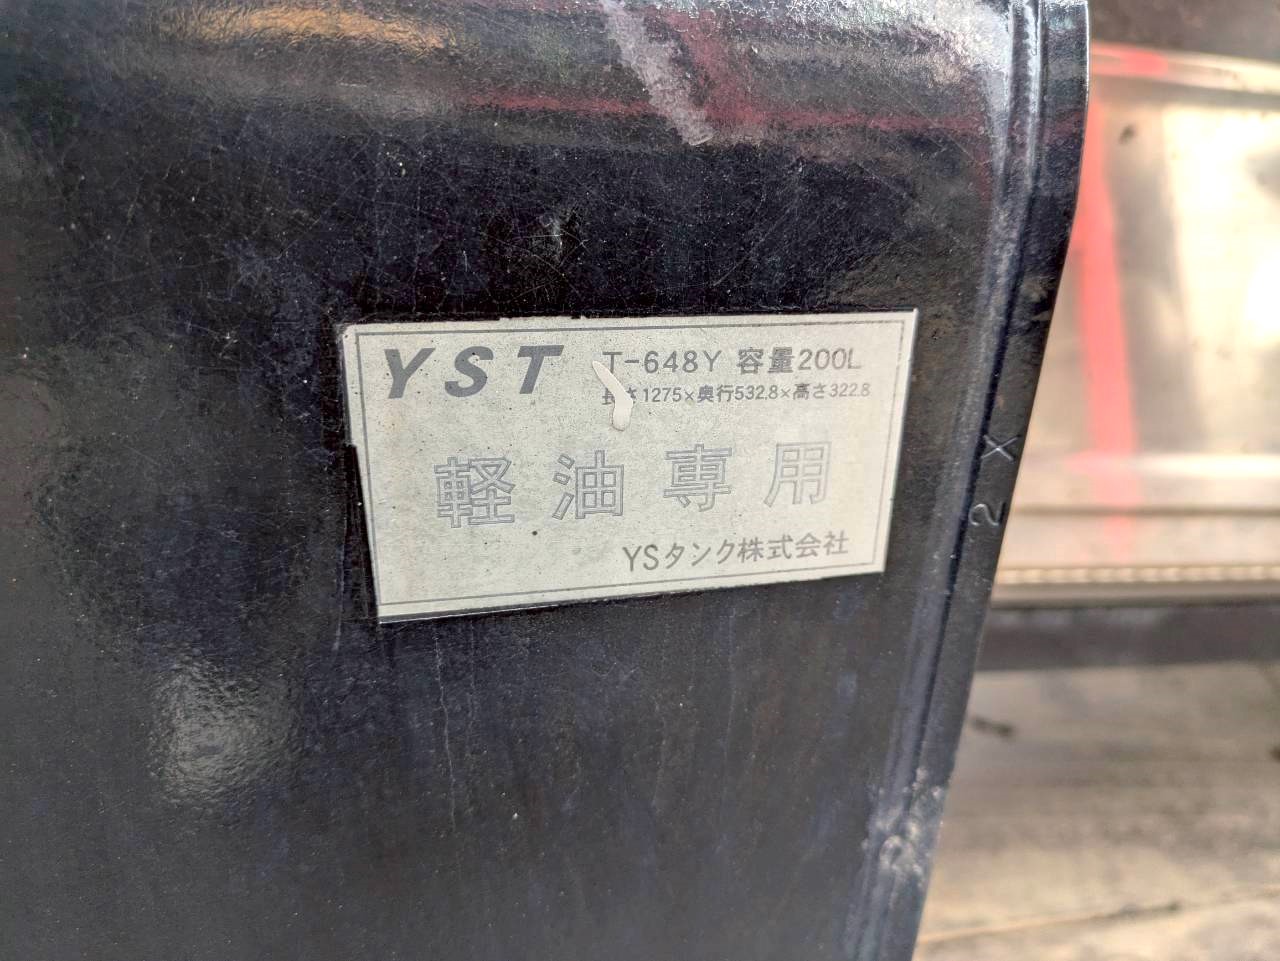 YST T-648Y 容量200L
長さ1275×奥行532.8×高さ322.8
軽油専用
YSタンク株式会社
2 X